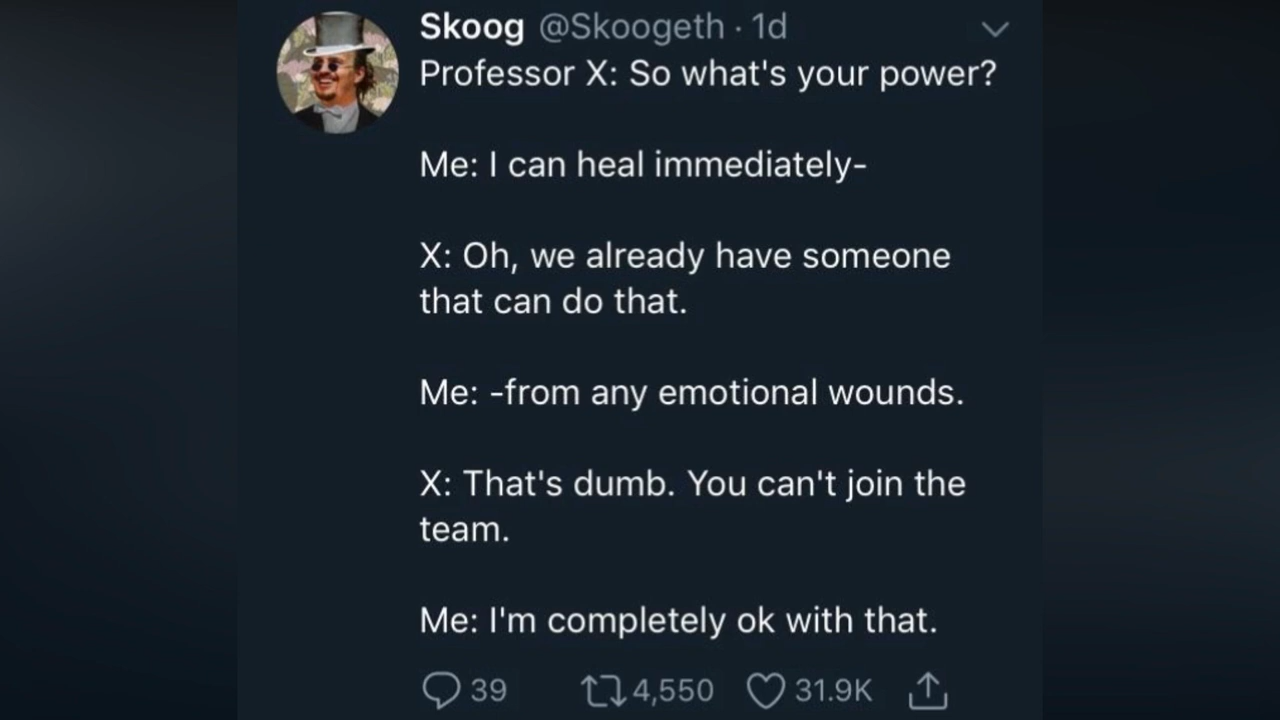 Skoog @Skoogeth · 1d
Professor X: So what's your power?
Me: I can heal immediately-
X: Oh, we already have someone
that can do that.
Me: -from any emotional wounds.
X: That's dumb. You can't join the
team.
Me: I'm completely ok with that.
39 4,550 31.9K